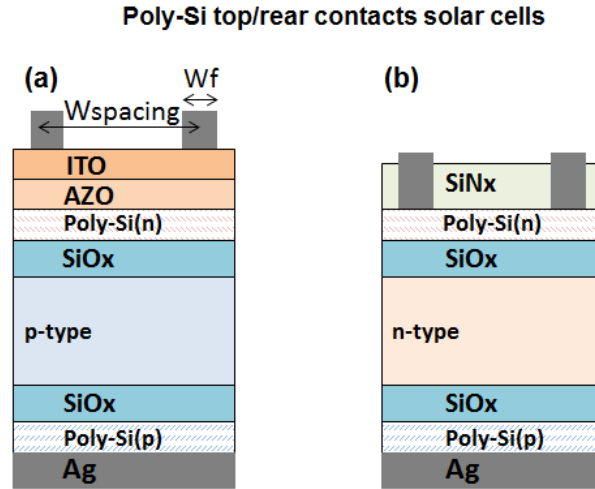 Poly-Si top/rear contacts solar cells
(a)
Wf
Wspacing
ITO
AZO
Poly-Si(n)
SiOx
p-type
SiOx
Poly-Si(p)
Ag
(b)
SiNx
Poly-Si(n)
SiOx
n-type
SiOx
Poly-Si(p)
Ag